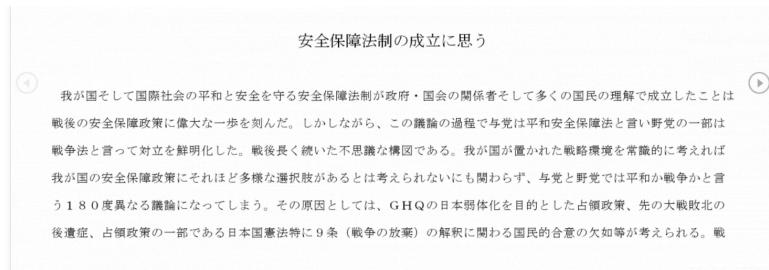 安全保障法制の成立に思う
我が国そして国際社会の平和と安全を守る安全保障法制が政府・国会の関係者そして多くの国民の理解で成立したことは
戦後の安全保障政策に偉大な一歩を刻んだ。しかしながら、この議論の過程で与党は平和安全保障法と言い野党の一部は
戦争法と言って対立を鮮明化した。戦後長く続いた不思議な構図である。我が国が置かれた戦略環境を常識的に考えれば
我が国の安全保障政策にそれほど多様な選択肢があるとは考えられないにも関わらず、与党と野党では平和か戦争かと言
う１８０度異なる議論になってしまう。その原因としては、ＧＨＱの日本弱体化を目的とした占領政策、先の大戦敗北の
後遺症、占領政策の一部である日本国憲法特に９条（戦争の放棄）の解釈に関わる国民的合意の欠如等が考えられる。戦